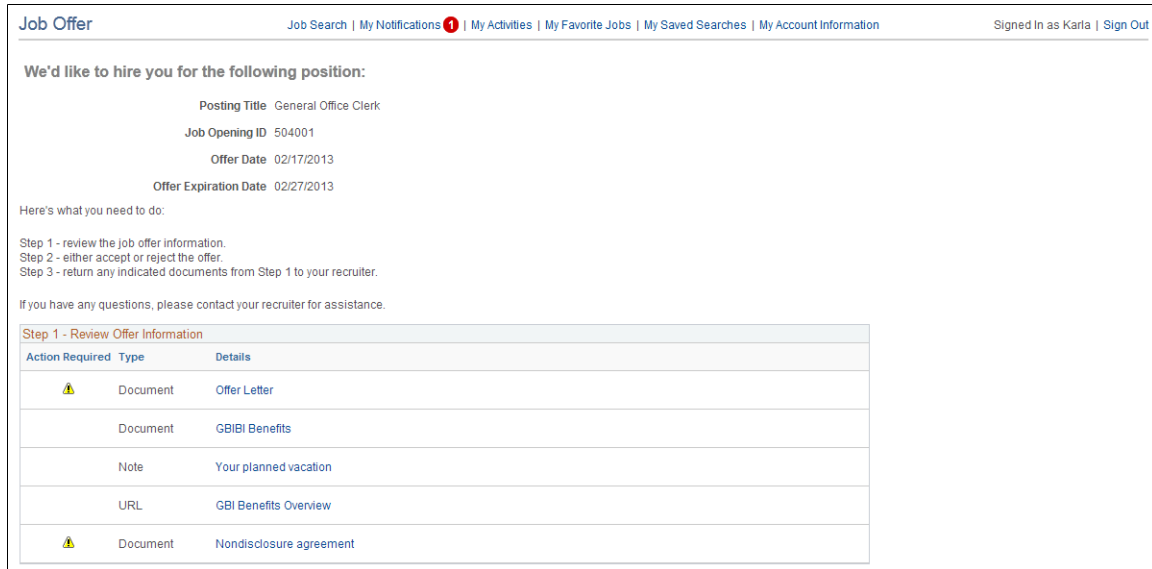 Job Offer
Job Search | My Notifications 1 | My Activities | My Favorite Jobs | My Saved Searches | My Account Information
Signed In as Karla | Sign Out
We'd like to hire you for the following position:
Posting Title General Office Clerk
Job Opening ID 504001
Offer Date 02/17/2013
Offer Expiration Date 02/27/2013
Here's what you need to do:
Step 1 - review the job offer information.
Step 2 - either accept or reject the offer.
Step 3 - return any indicated documents from Step 1 to your recruiter.
If you have any questions, please contact your recruiter for assistance.
Step 1 - Review Offer Information
Action Required Type Details
Document Offer Letter
Document GBIBI Benefits
Note Your planned vacation
URL GBI Benefits Overview
Document Nondisclosure agreement